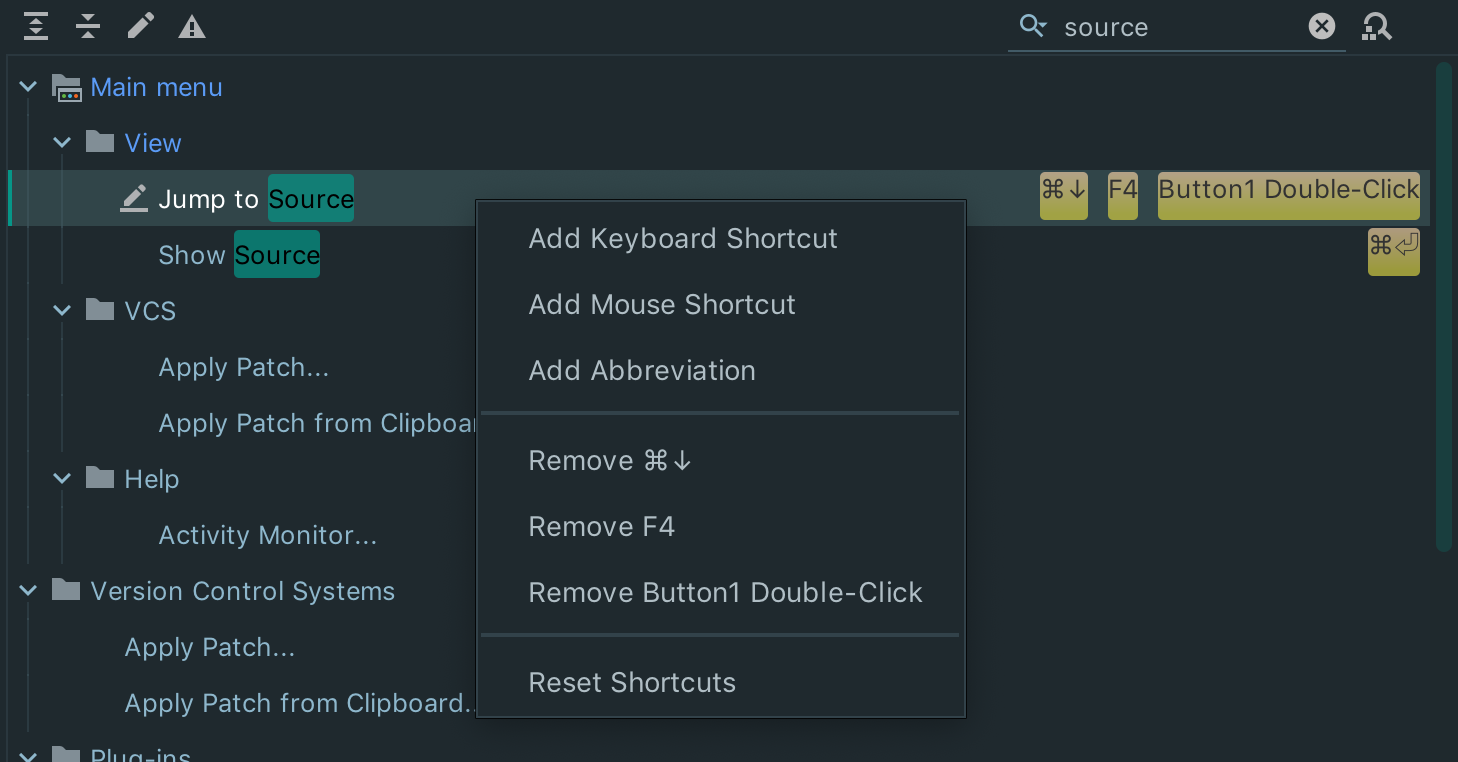 source
Main menu
View
Jump to Source ⌘↓ F4 Button1 Double-Click
Show Source ⌘⏎
VCS
Apply Patch...
Apply Patch from Clipboar
Help
Activity Monitor...
Version Control Systems
Apply Patch...
Apply Patch from Clipboard..
Plug-ins
Add Keyboard Shortcut
Add Mouse Shortcut
Add Abbreviation
Remove ⌘↓
Remove F4
Remove Button1 Double-Click
Reset Shortcuts